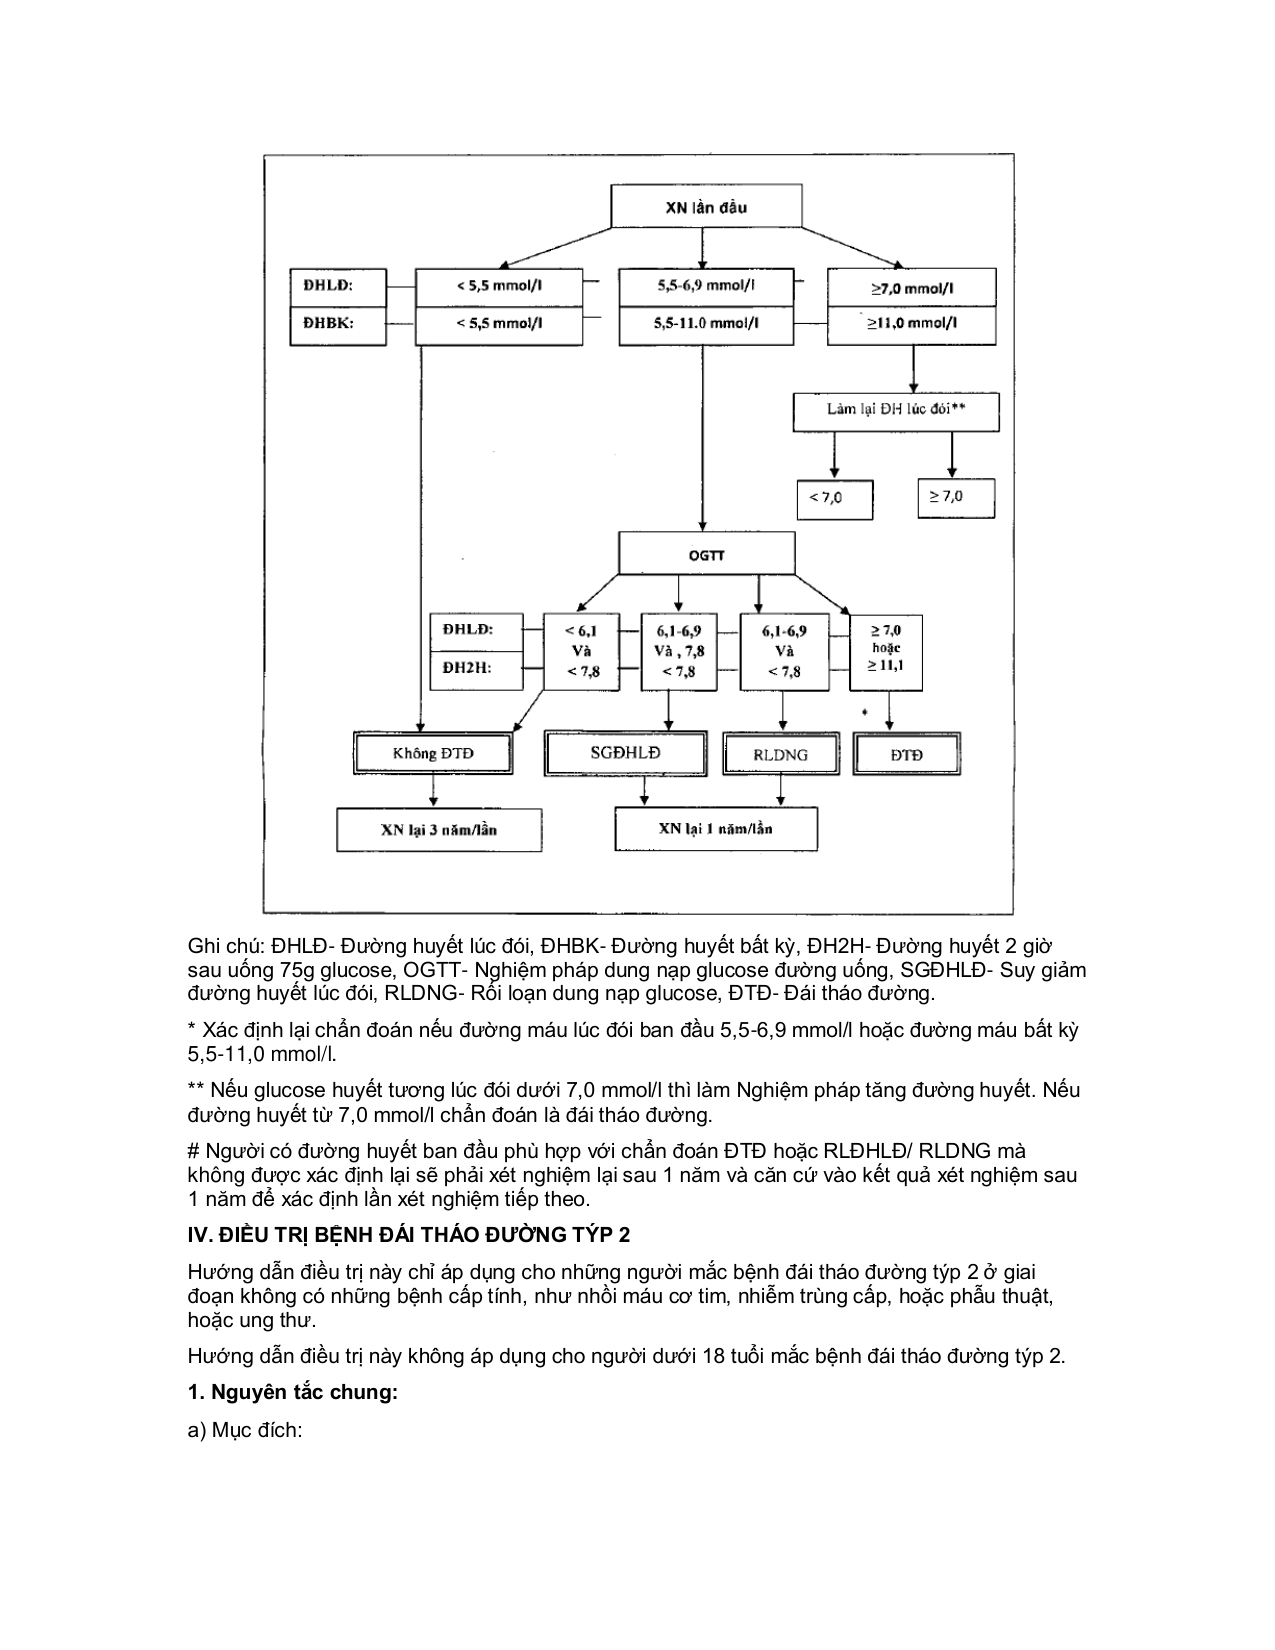 XN lần đầu
ĐHLĐ: < 5,5 mmol/l 5,5-6,9 mmol/l ≥7,0 mmol/l
ĐHBK: < 5,5 mmol/l 5,5-11.0 mmol/l ≥11,0 mmol/l
Làm lại ĐH lúc đói**
< 7,0 ≥ 7,0
OGTT
ĐHLĐ: < 6,1 6,1-6,9 6,1-6,9 ≥ 7,0
Và Và , 7,8 Và hoặc
ĐH2H: < 7,8 < 7,8 < 7,8 ≥ 11,1
*
Không ĐTĐ SGĐHLĐ RLDNG ĐTĐ
XN lại 3 năm/lần XN lại 1 năm/lần
Ghi chú: ĐHLĐ- Đường huyết lúc đói, ĐHBK- Đường huyết bất kỳ, ĐH2H- Đường huyết 2 giờ
sau uống 75g glucose, OGTT- Nghiệm pháp dung nạp glucose đường uống, SGĐHLĐ- Suy giảm
đường huyết lúc đói, RLDNG- Rối loạn dung nạp glucose, ĐTĐ- Đái tháo đường.
* Xác định lại chẩn đoán nếu đường máu lúc đói ban đầu 5,5-6,9 mmol/l hoặc đường máu bất kỳ
5,5-11,0 mmol/l.
** Nếu glucose huyết tương lúc đói dưới 7,0 mmol/l thì làm Nghiệm pháp tăng đường huyết. Nếu
đường huyết từ 7,0 mmol/l chẩn đoán là đái tháo đường.
# Người có đường huyết ban đầu phù hợp với chẩn đoán ĐTĐ hoặc RLĐHLĐ/ RLDNG mà
không được xác định lại sẽ phải xét nghiệm lại sau 1 năm và căn cứ vào kết quả xét nghiệm sau
1 năm để xác định lần xét nghiệm tiếp theo.
IV. ĐIỀU TRỊ BỆNH ĐÁI THÁO ĐƯỜNG TÝP 2
Hướng dẫn điều trị này chỉ áp dụng cho những người mắc bệnh đái tháo đường týp 2 ở giai
đoạn không có những bệnh cấp tính, như nhồi máu cơ tim, nhiễm trùng cấp, hoặc phẫu thuật,
hoặc ung thư.
Hướng dẫn điều trị này không áp dụng cho người dưới 18 tuổi mắc bệnh đái tháo đường týp 2.
1. Nguyên tắc chung:
a) Mục đích: